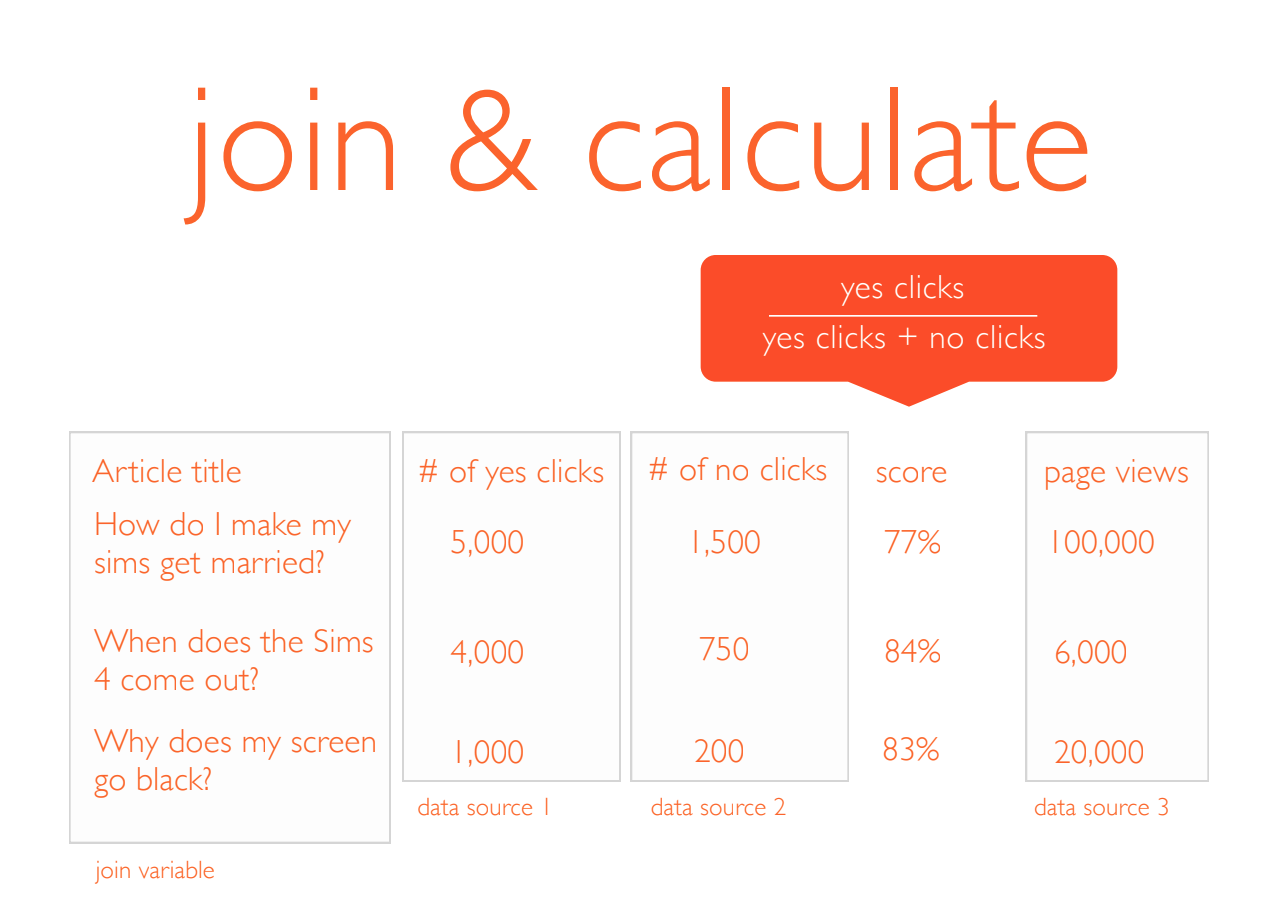 join & calculate
yes clicks
yes clicks + no clicks
Article title
# of yes clicks
# of no clicks
score
page views
How do I make my
sims get married?
5,000
1,500
77%
100,000
When does the Sims
4 come out?
4,000
750
84%
6,000
Why does my screen
go black?
1,000
200
83%
20,000
data source 1
data source 2
data source 3
join variable